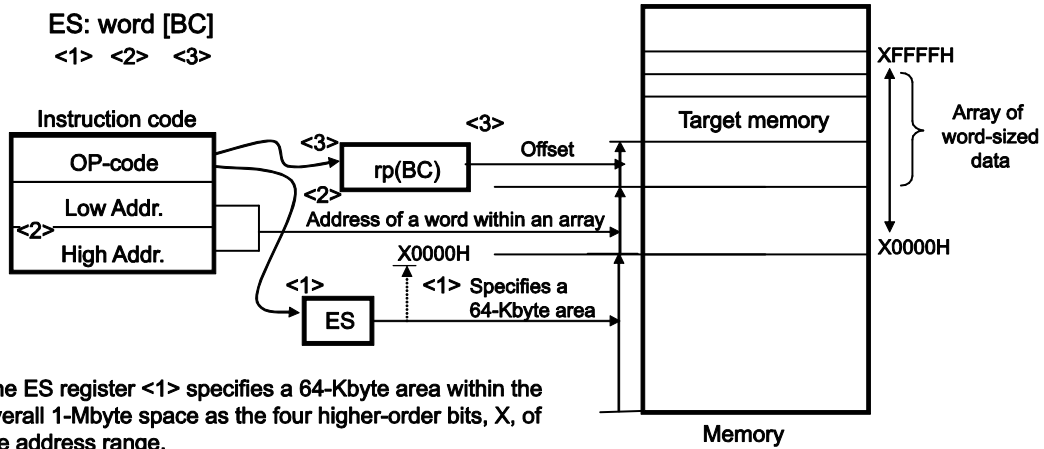 ES: word [BC]
<1> <2> <3>
Instruction code
OP-code
Low Addr.
<2>
High Addr.
<3>
rp(BC)
<3>
Offset
<2>
Address of a word within an array
X0000H
<1>
ES
<1> Specifies a
64-Kbyte area
Target memory
XFFFFH
Array of
word-sized
data
X0000H
Memory
ES register <1> specifies a 64-Kbyte area within the
1-Mbyte space as the four higher-order bits, X, of
address range.